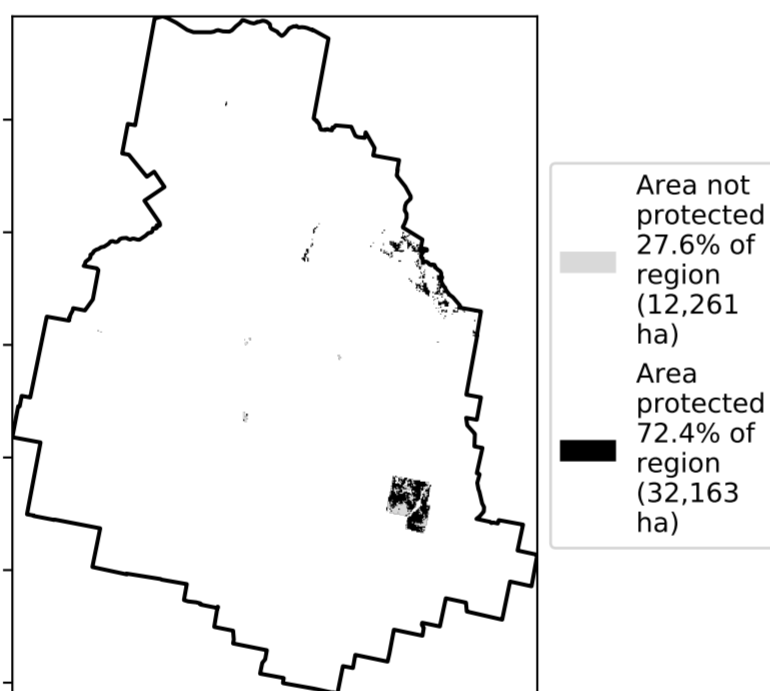 Area not
protected
27.6% of
region
(12,261
ha)
Area
protected
72.4% of
region
(32,163
ha)